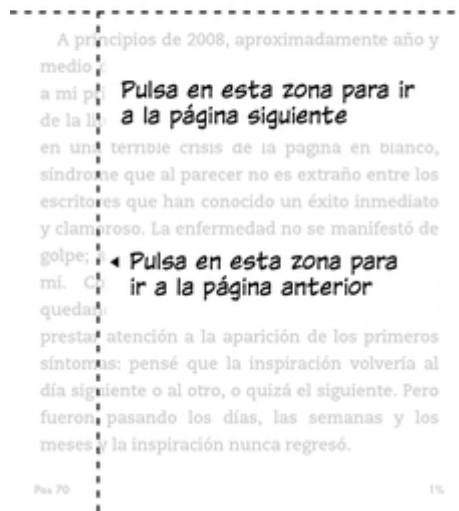 A principios de 2008, aproximadamente año y
medio
a mi
Pulsa en esta zona para ir
a la página siguiente
de la
en una terrible crisis de la página en blanco,
síndrome que al parecer no es extraño entre los
escritores que han conocido un éxito inmediato
y clamoroso. La enfermedad no se manifestó de
golpe;
Pulsa en esta zona para
ir a la página anterior
mí.
prestar atención a la aparición de los primeros
síntomas: pensé que la inspiración volvería al
día siguiente o al otro, o quizá el siguiente. Pero
fueron pasando los días, las semanas y los
meses y la inspiración nunca regresó.
Pos 70 1%